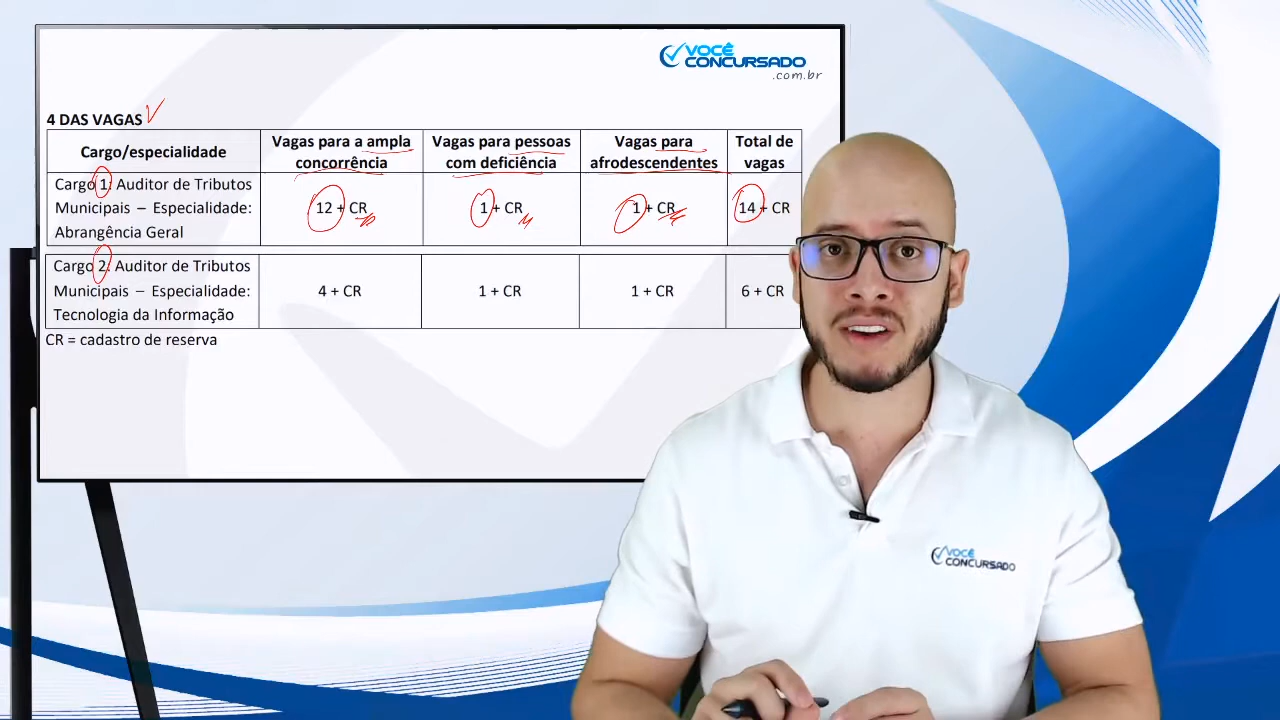 VOCÊ
CONCURSADO
.com.br
4 DAS VAGAS
Cargo/especialidade
Vagas para a ampla
concorrência
Vagas para pessoas
com deficiência
Vagas para
afrodescendentes
Total de
vagas
Cargo 1: Auditor de Tributos
Municipais – Especialidade:
Abrangência Geral
12 + CR
1 + CR
1 + CR
14 + CR
Cargo 2: Auditor de Tributos
Municipais – Especialidade:
Tecnologia da Informação
4 + CR
1 + CR
1 + CR
6 + CR
CR = cadastro de reserva
VOCÊ
CONCURSADO